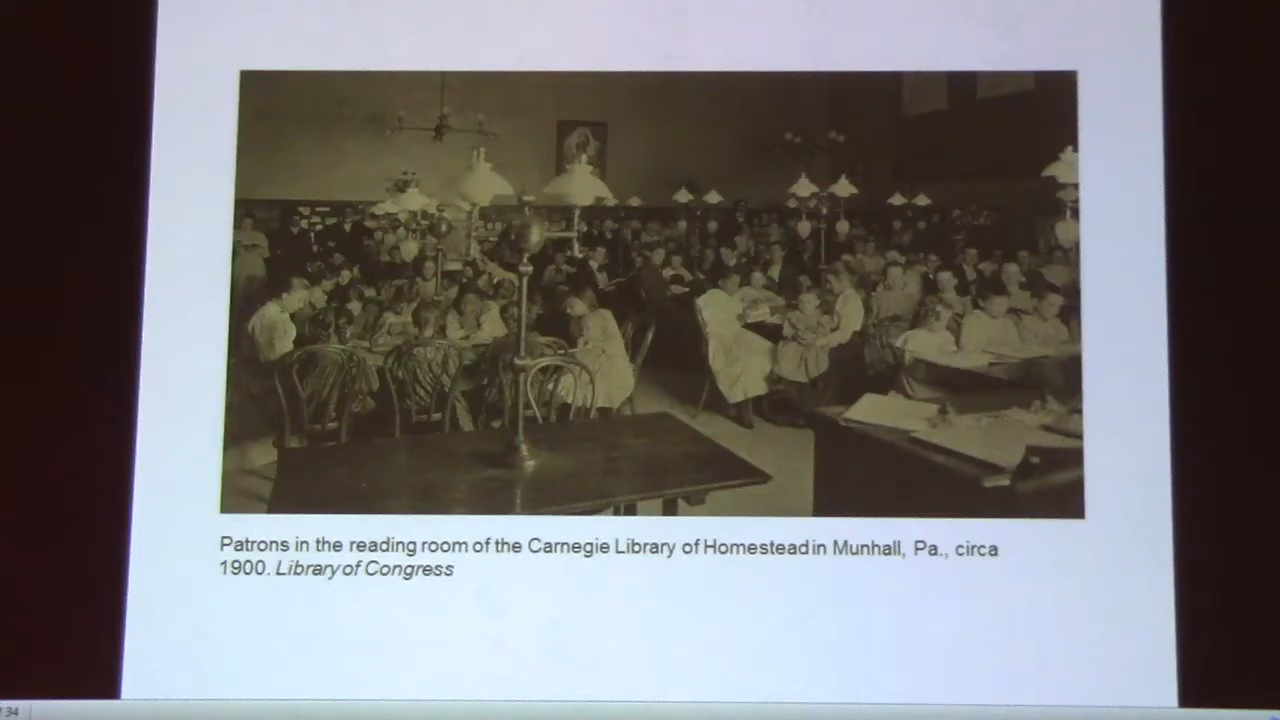 Patrons in the reading room of the Carnegie Library of Homestead in Munhall, Pa., circa
1900. Library of Congress
/ 34